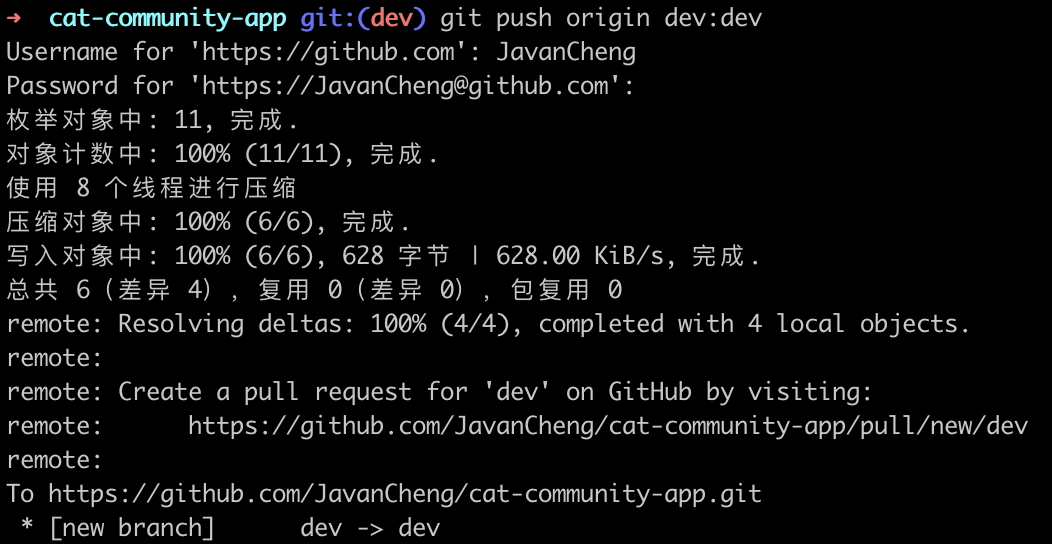 ➜  cat-community-app git:(dev) git push origin dev:dev
Username for 'https://github.com': JavanCheng
Password for 'https://JavanCheng@github.com':
枚举对象中: 11, 完成.
对象计数中: 100% (11/11), 完成.
使用 8 个线程进行压缩
压缩对象中: 100% (6/6), 完成.
写入对象中: 100% (6/6), 628 字节 | 628.00 KiB/s, 完成.
总共 6（差异 4）, 复用 0（差异 0）, 包复用 0
remote: Resolving deltas: 100% (4/4), completed with 4 local objects.
remote:
remote: Create a pull request for 'dev' on GitHub by visiting:
remote:      https://github.com/JavanCheng/cat-community-app/pull/new/dev
remote:
To https://github.com/JavanCheng/cat-community-app.git
 * [new branch]      dev -> dev